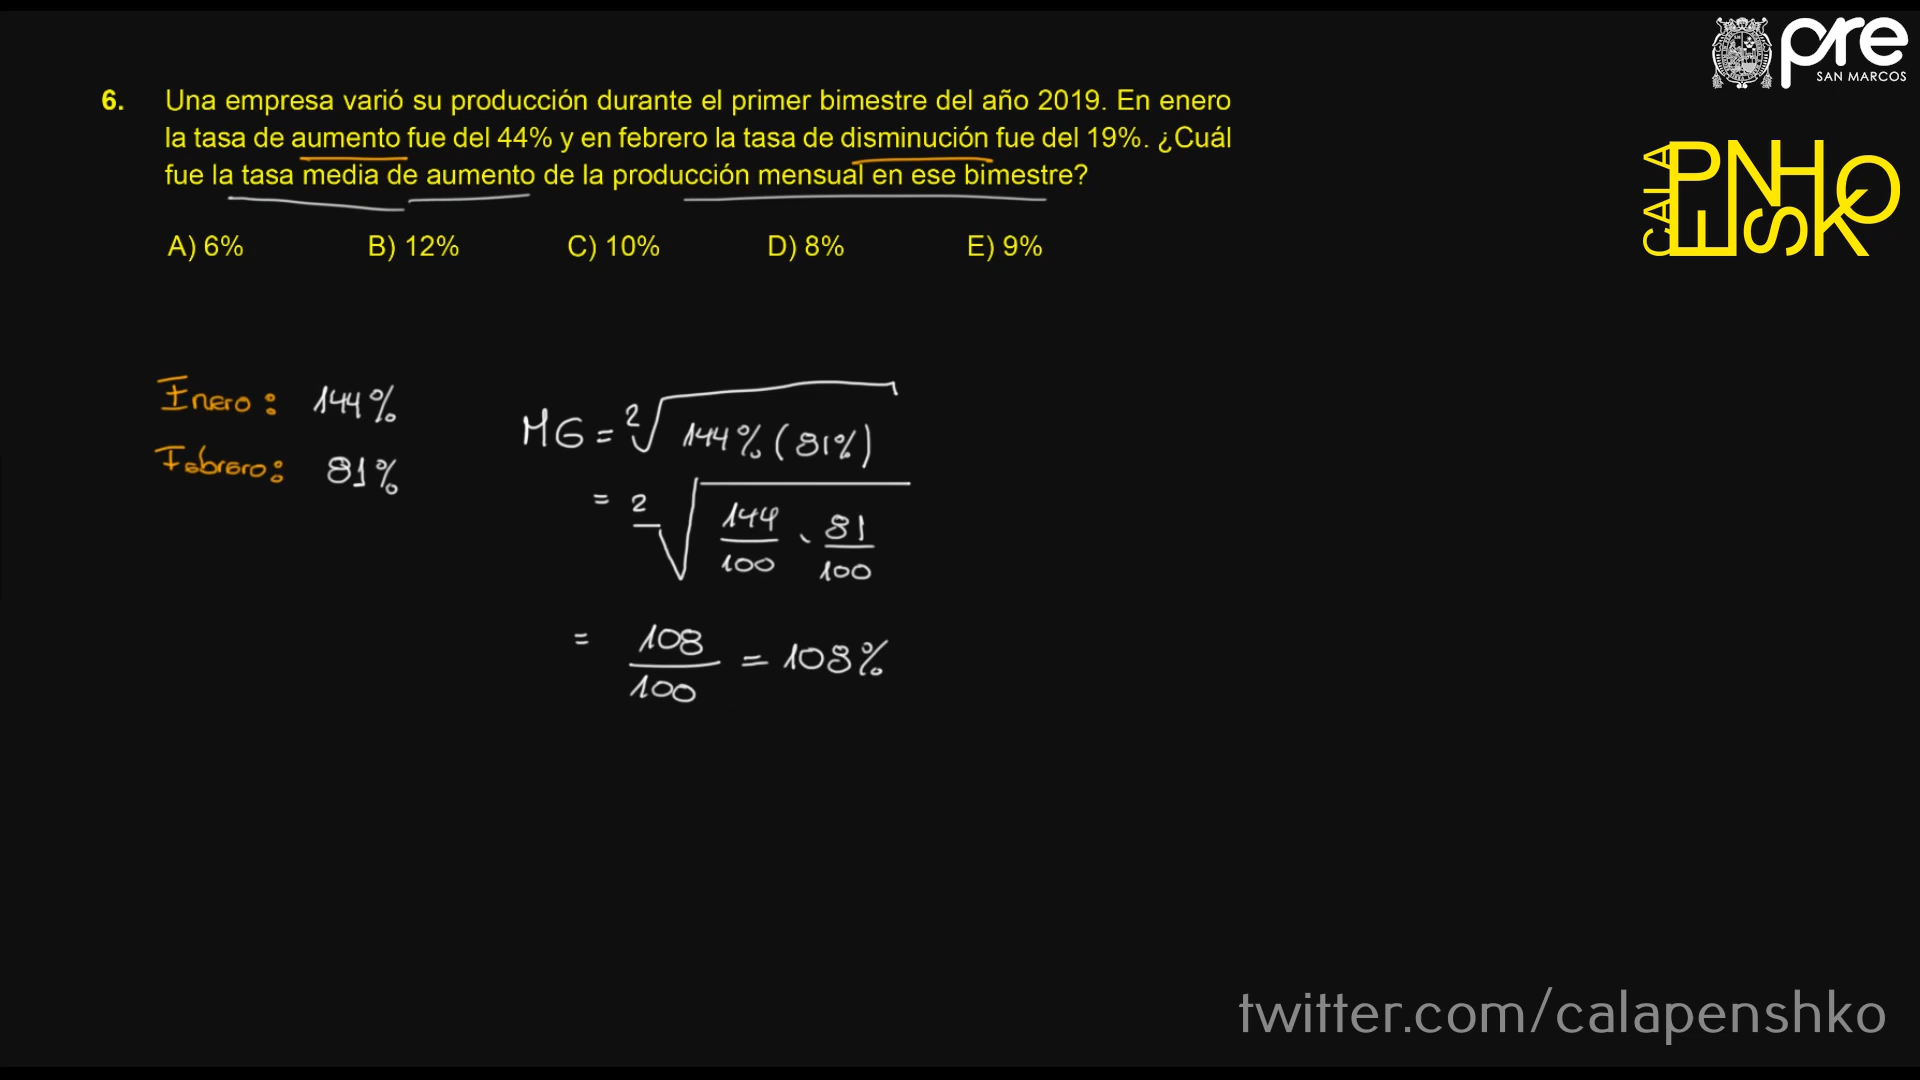 pre
SAN MARCOS
CALA
PENSHKO
6. Una empresa varió su producción durante el primer bimestre del año 2019. En enero
la tasa de aumento fue del 44% y en febrero la tasa de disminución fue del 19%. ¿Cuál
fue la tasa media de aumento de la producción mensual en ese bimestre?
A) 6% B) 12% C) 10% D) 8% E) 9%
Enero: 144%
Febrero: 81%
MG = ²√144% (81%)
= ²√144/100 · 81/100
= 108/100 = 108%
twitter.com/calapenshko